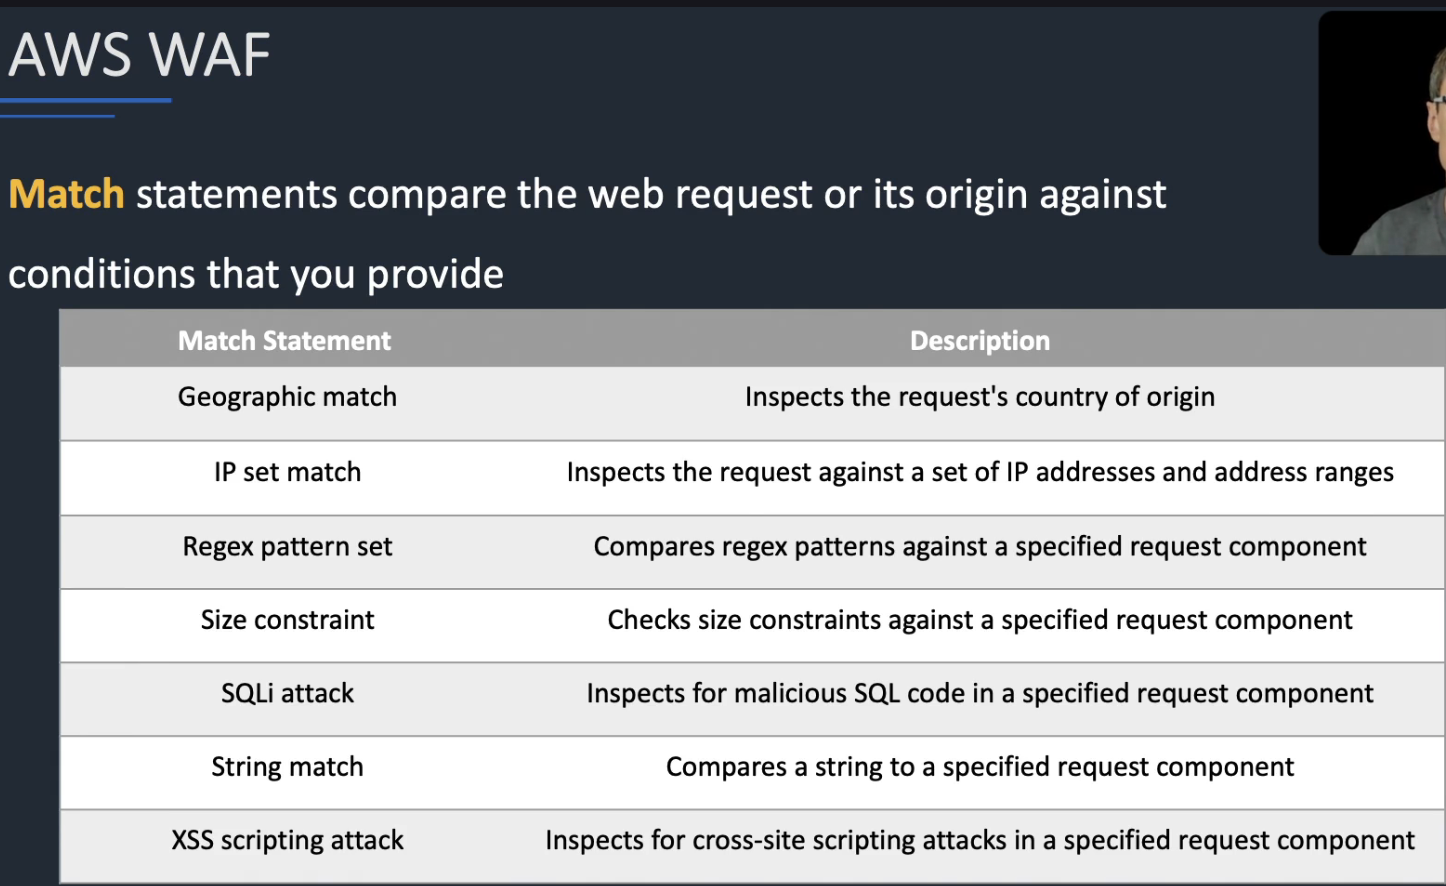 AWS WAF
Match statements compare the web request or its origin against
conditions that you provide
Match Statement Description
Geographic match Inspects the request's country of origin
IP set match Inspects the request against a set of IP addresses and address ranges
Regex pattern set Compares regex patterns against a specified request component
Size constraint Checks size constraints against a specified request component
SQLi attack Inspects for malicious SQL code in a specified request component
String match Compares a string to a specified request component
XSS scripting attack Inspects for cross-site scripting attacks in a specified request component